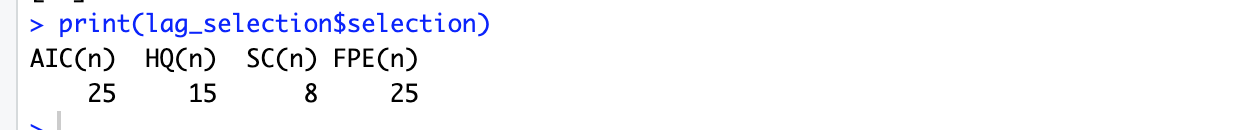 > print(lag_selection$selection)
AIC(n)  HQ(n)  SC(n) FPE(n)
    25     15      8     25
>